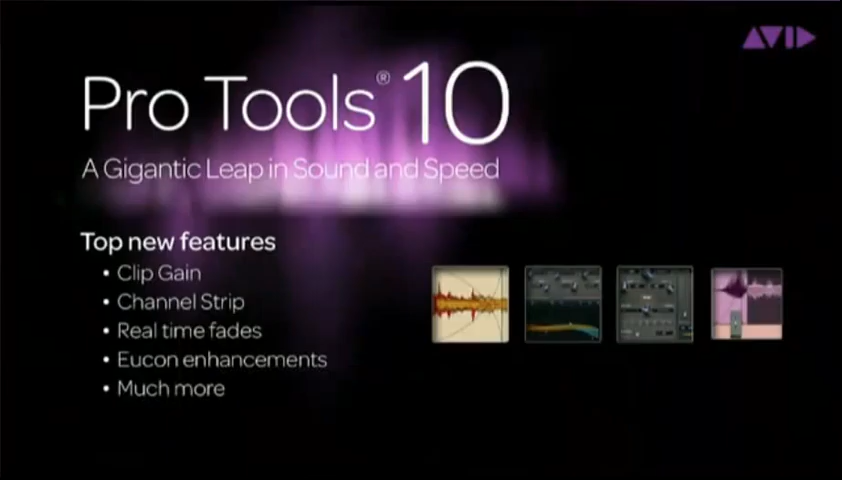 AVID
Pro Tools® 10
A Gigantic Leap in Sound and Speed
Top new features
• Clip Gain
• Channel Strip
• Real time fades
• Eucon enhancements
• Much more